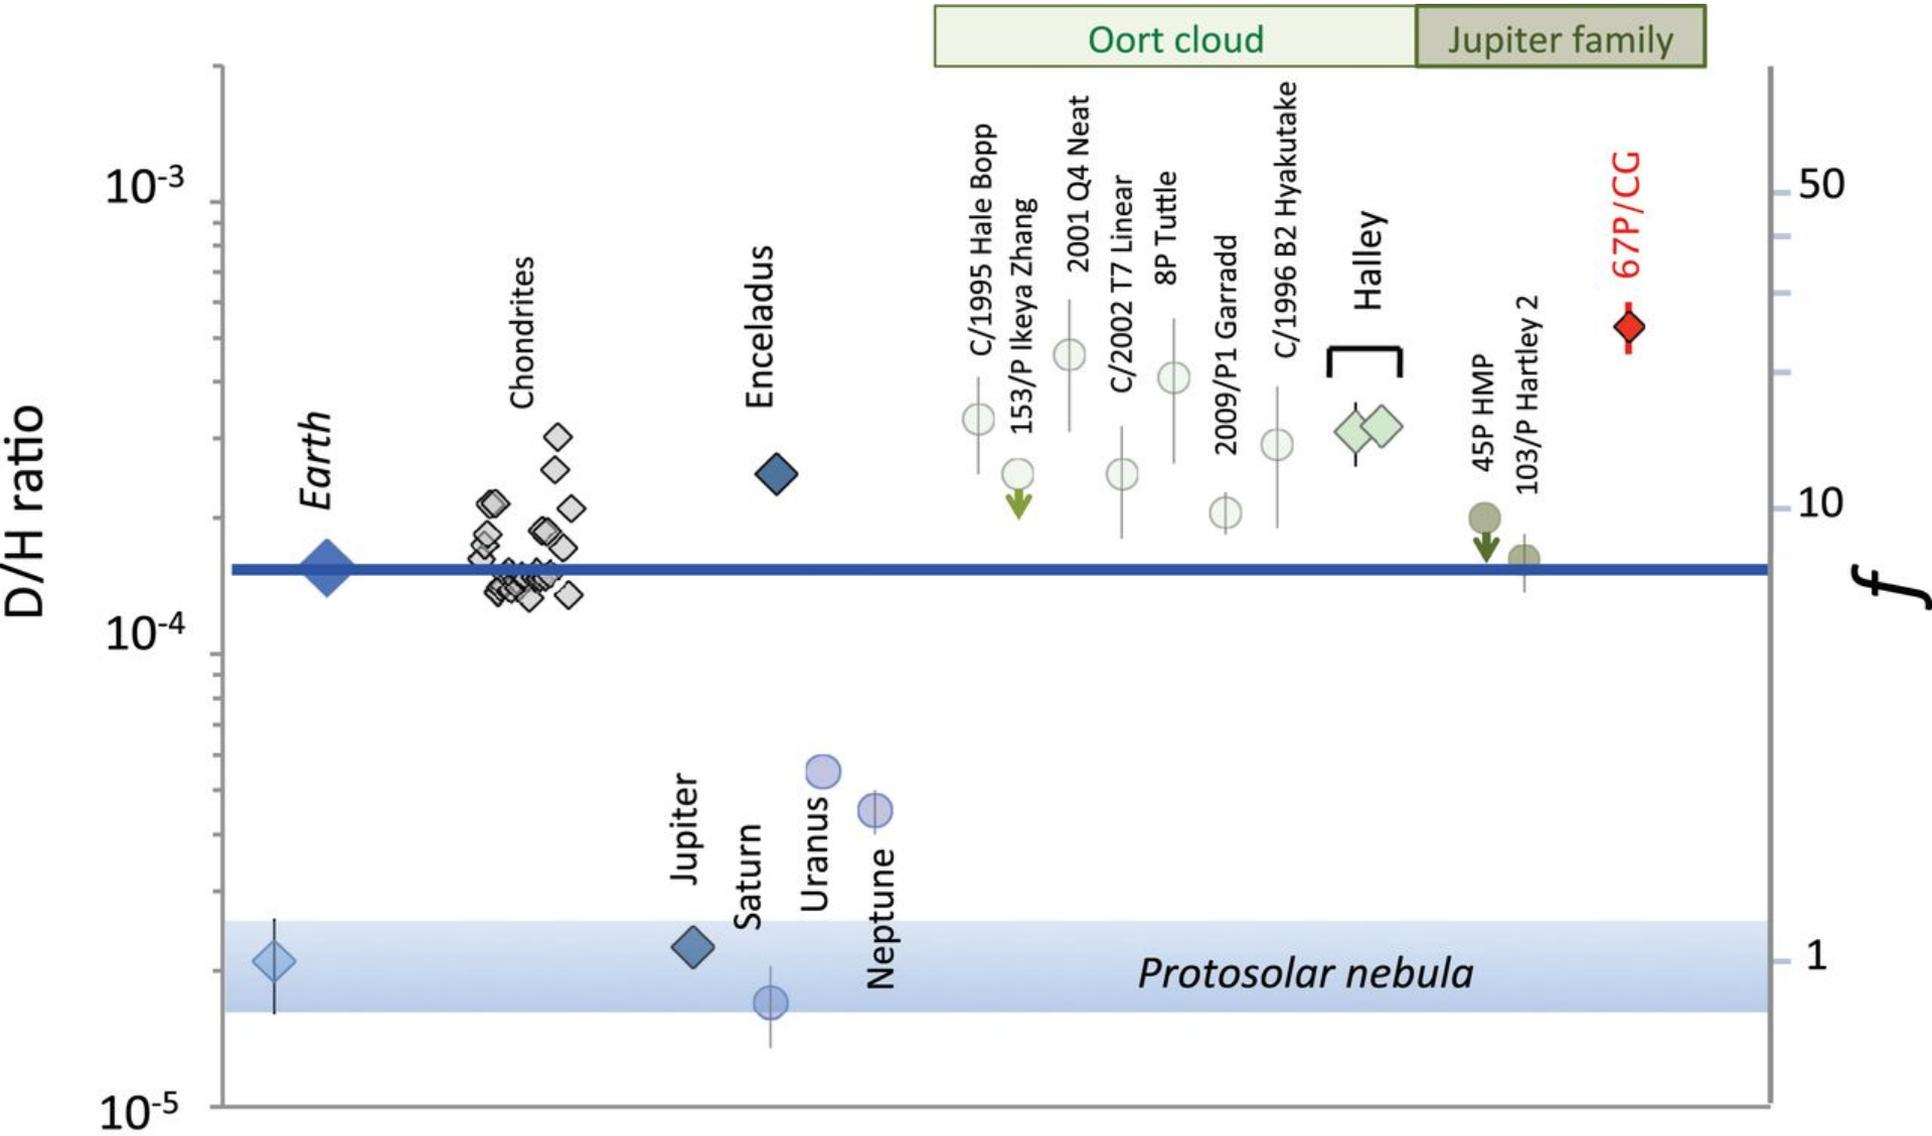 Oort cloud
Jupiter family
D/H ratio
10-3
10-4
10-5
Earth
Chondrites
Enceladus
Jupiter
Saturn
Uranus
Neptune
C/1995 Hale Bopp
153/P Ikeya Zhang
2001 Q4 Neat
C/2002 T7 Linear
8P Tuttle
2009/P1 Garradd
C/1996 B2 Hyakutake
Halley
45P HMP
103/P Hartley 2
67P/CG
Protosolar nebula
50
10
1
f